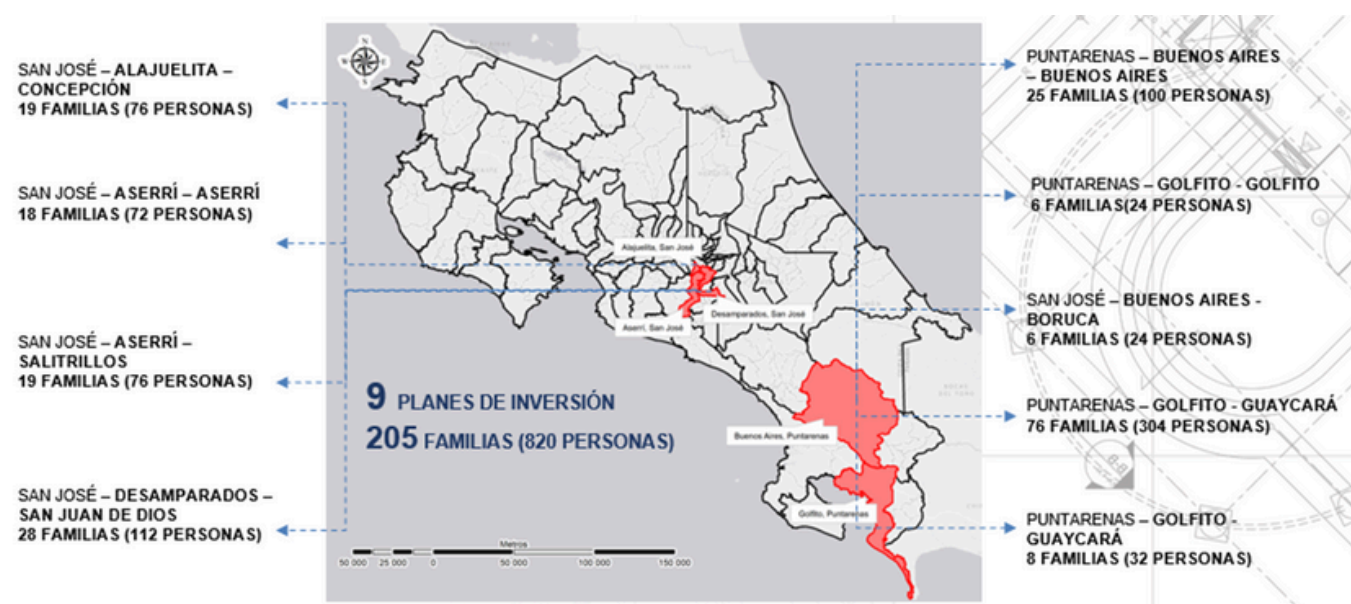 SAN JOSÉ – ALAJUELITA –
CONCEPCIÓN
19 FAMILIAS (76 PERSONAS)
SAN JOSÉ – ASERRÍ – ASERRÍ
18 FAMILIAS (72 PERSONAS)
SAN JOSÉ – ASERRÍ –
SALITRILLOS
19 FAMILIAS (76 PERSONAS)
SAN JOSÉ – DESAMPARADOS –
SAN JUAN DE DIOS
28 FAMILIAS (112 PERSONAS)
N
E
S
Alajuelita, San José
Desamparados, San José
Aserrí, San José
Buenos Aires, Puntarenas
Golfito, Puntarenas
9 PLANES DE INVERSIÓN
205 FAMILIAS (820 PERSONAS)
Metros
50 000 25 000 0 50 000 100 000 150 000
PUNTARENAS – BUENOS AIRES
– BUENOS AIRES
25 FAMILIAS (100 PERSONAS)
PUNTARENAS – GOLFITO - GOLFITO
6 FAMILIAS(24 PERSONAS)
SAN JOSÉ – BUENOS AIRES -
BORUCA
6 FAMILIAS (24 PERSONAS)
PUNTARENAS – GOLFITO - GUAYCARÁ
76 FAMILIAS (304 PERSONAS)
PUNTARENAS – GOLFITO -
GUAYCARÁ
8 FAMILIAS (32 PERSONAS)